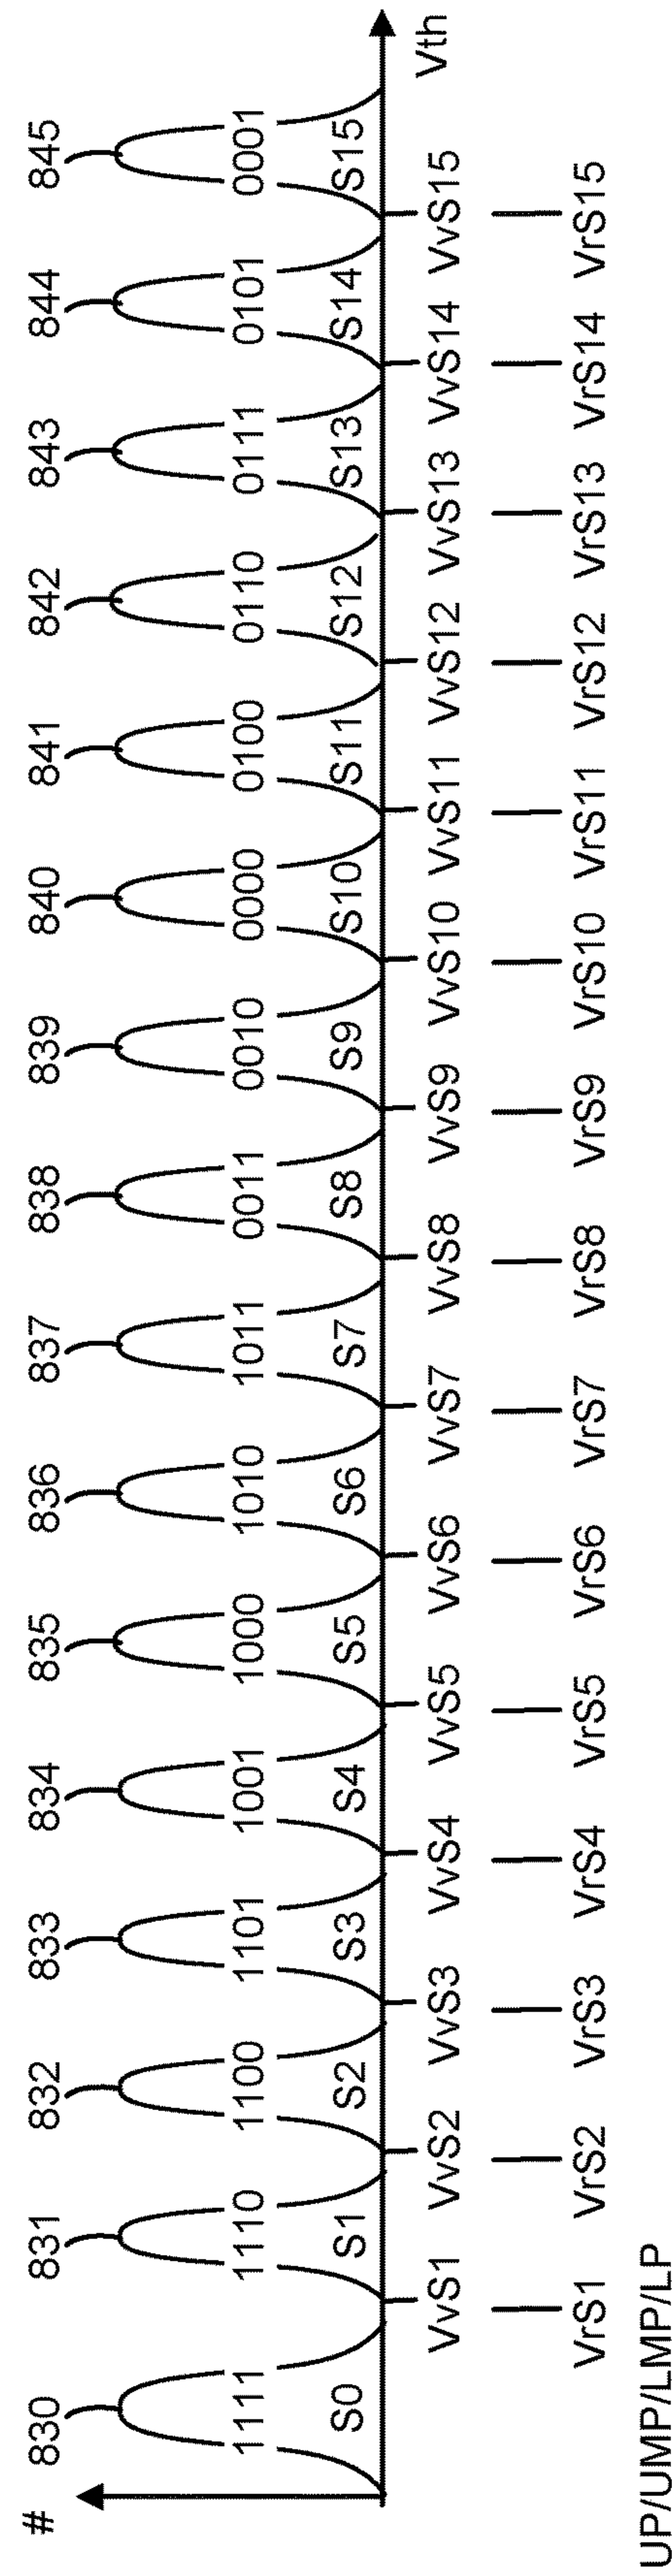 #
830 831 832 833 834 835 836 837 838 839 840 841 842 843 844 845
1111 1110 1100 1101 1001 1000 1010 1011 0011 0010 0000 0100 0110 0111 0101 0001
S0 S1 S2 S3 S4 S5 S6 S7 S8 S9 S10 S11 S12 S13 S14 S15
Vth
VvS1 VvS2 VvS3 VvS4 VvS5 VvS6 VvS7 VvS8 VvS9 VvS10 VvS11 VvS12 VvS13 VvS14 VvS15
VrS1 VrS2 VrS3 VrS4 VrS5 VrS6 VrS7 VrS8 VrS9 VrS10 VrS11 VrS12 VrS13 VrS14 VrS15
UP/UMP/LMP/LP